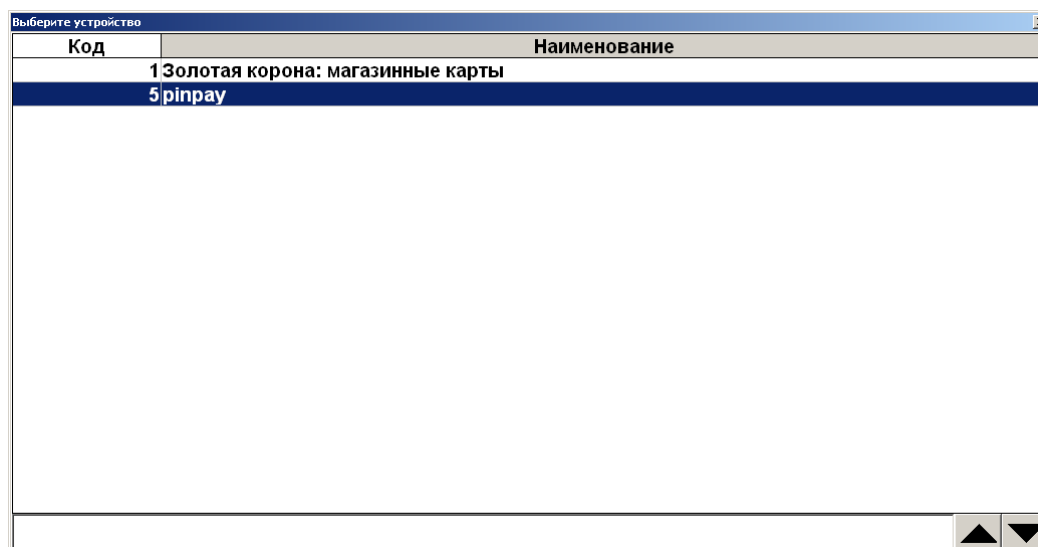 Выберите устройство
Код Наименование
1 Золотая корона: магазинные карты
5 pinpay